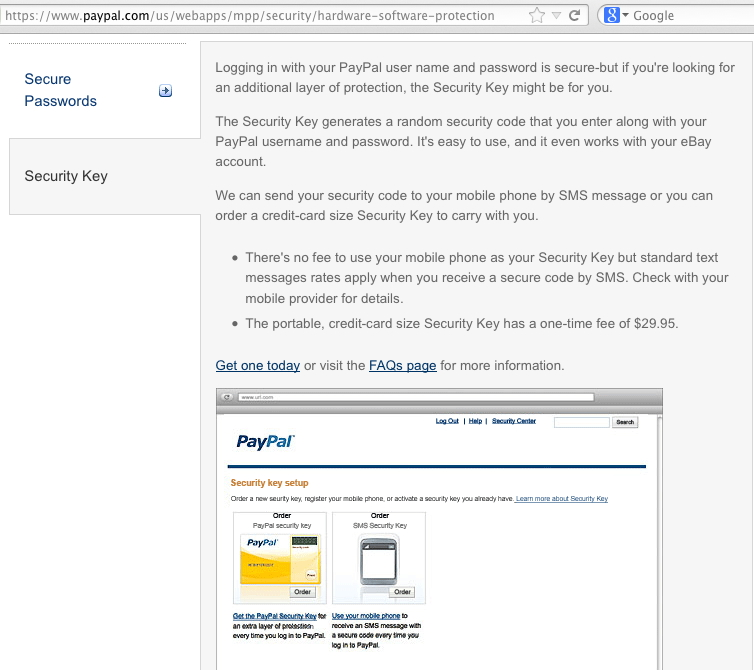 https://www.paypal.com/us/webapps/mpp/security/hardware-software-protection
Google
Secure
Passwords
Security Key
Logging in with your PayPal user name and password is secure-but if you're looking for
an additional layer of protection, the Security Key might be for you.
The Security Key generates a random security code that you enter along with your
PayPal username and password. It's easy to use, and it even works with your eBay
account.
We can send your security code to your mobile phone by SMS message or you can
order a credit-card size Security Key to carry with you.
• There's no fee to use your mobile phone as your Security Key but standard text
messages rates apply when you receive a secure code by SMS. Check with your
mobile provider for details.
• The portable, credit-card size Security Key has a one-time fee of $29.95.
Get one today or visit the FAQs page for more information.
www.url.com
Log Out | Help | Security Center
Search
PayPal
Security key setup
Order a new seurity key, register your mobile phone, or activate a security key you already have. Learn more about Security Key
Order
PayPal security key
PayPal
Order
Get the PayPal Security Key for
an extra layer of protection
every time you log in to PayPal.
Order
SMS Security Key
Order
Use your mobile phone to
receive an SMS message with
a secure code every time you
log in to PayPal.